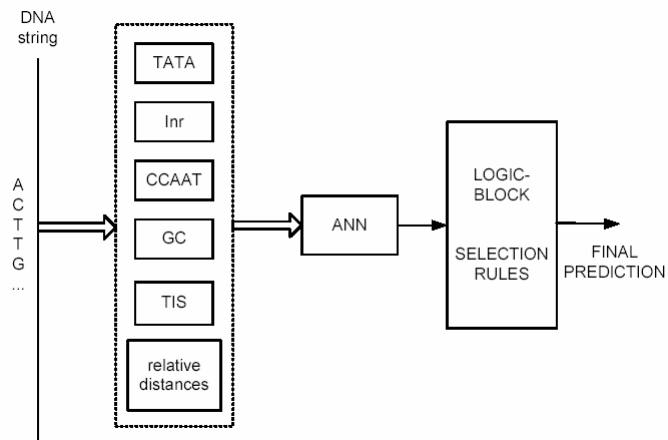 DNA
string
A
C
T
T
G
...
TATA
Inr
CCAAT
GC
TIS
relative
distances
ANN
LOGIC-
BLOCK
SELECTION
RULES
FINAL
PREDICTION